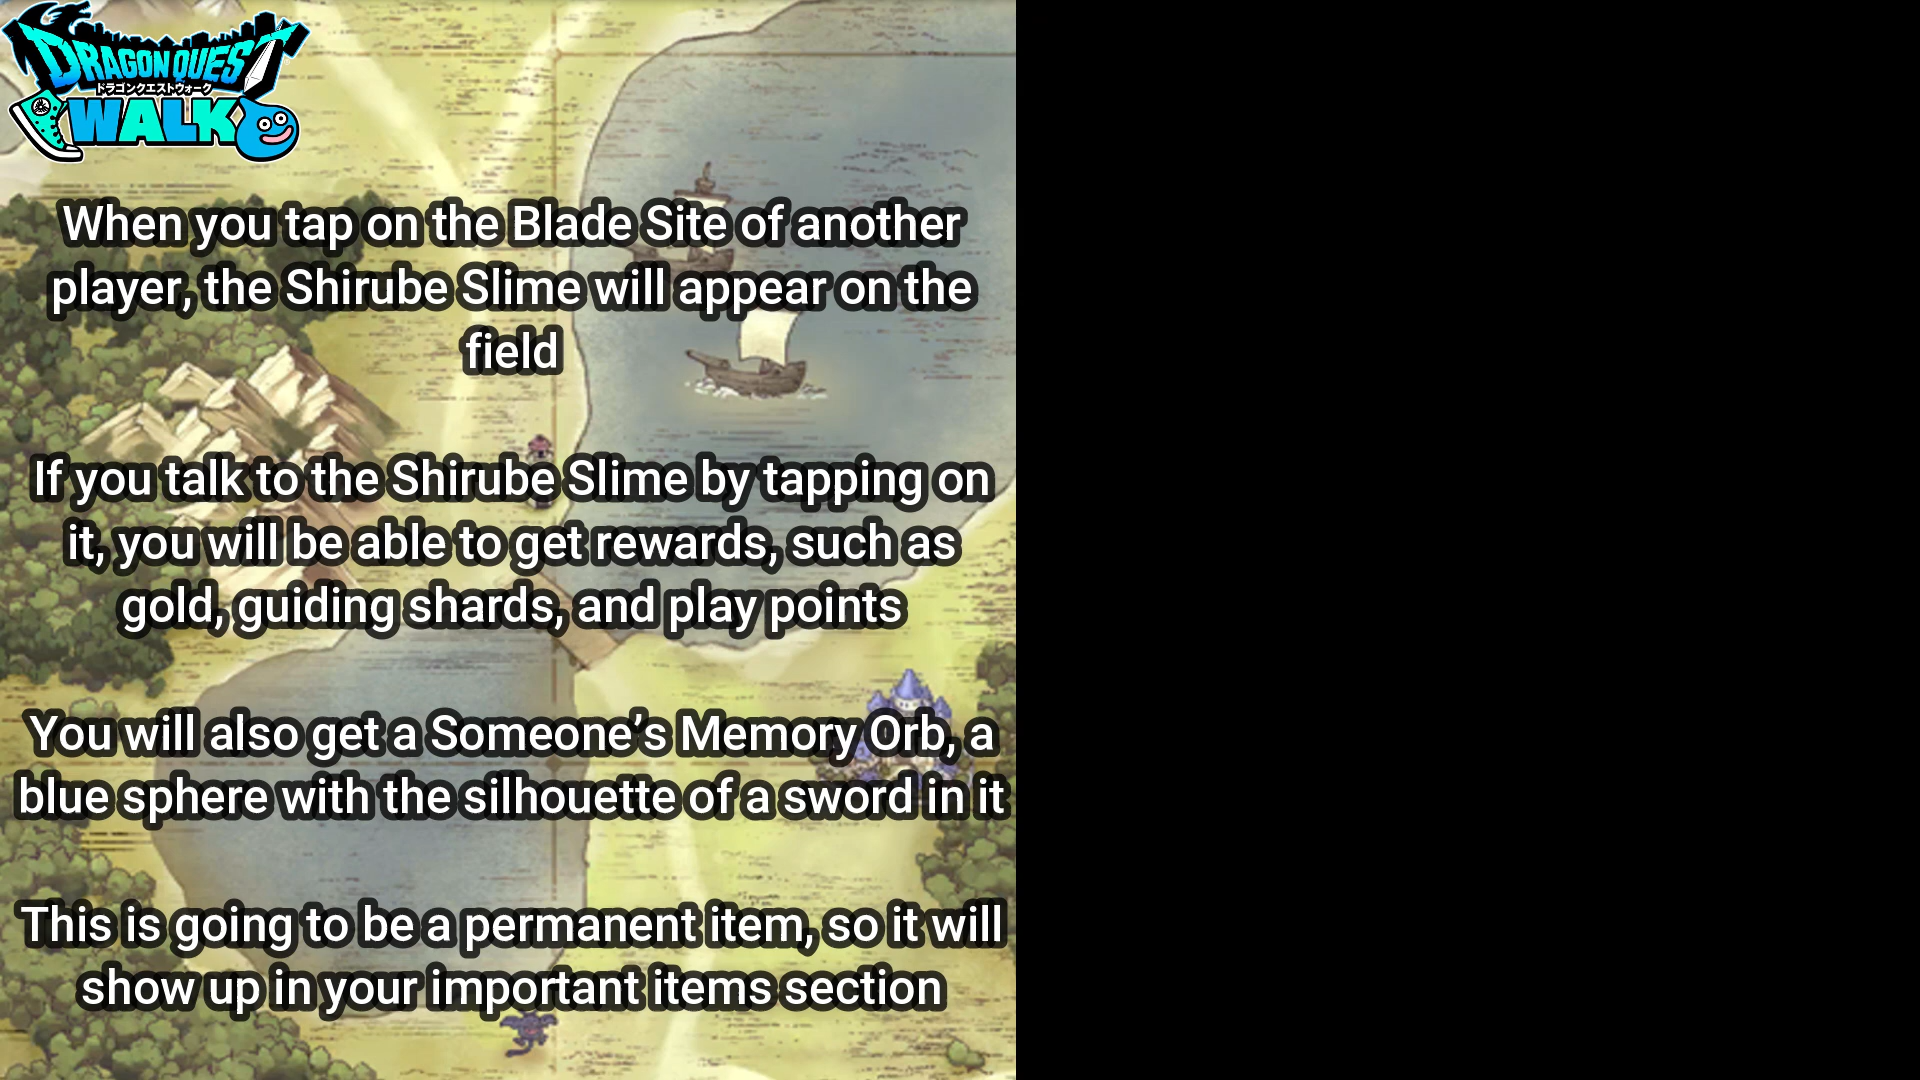 DRAGON QUEST
ドラゴンクエストウォーク
WALK
When you tap on the Blade Site of another
player, the Shirube Slime will appear on the
field
If you talk to the Shirube Slime by tapping on
it, you will be able to get rewards, such as
gold, guiding shards, and play points
You will also get a Someone’s Memory Orb, a
blue sphere with the silhouette of a sword in it
This is going to be a permanent item, so it will
show up in your important items section